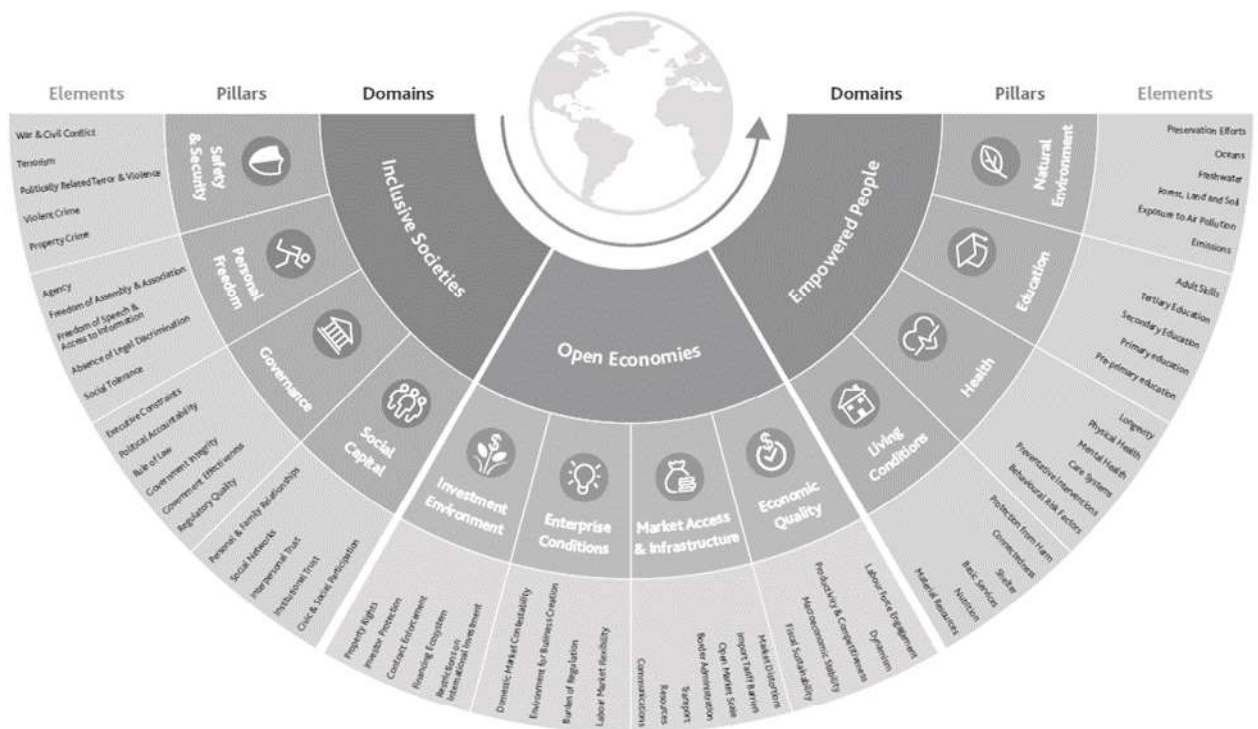 Elements
Pillars
Domains
Domains
Pillars
Elements
Inclusive Societies
Safety
& Security
War & Civil Conflict
Terrorism
Politically Related Terror & Violence
Violent Crime
Property Crime
Personal
Freedom
Agency
Freedom of Assembly & Association
Freedom of Speech &
Access to Information
Absence of Legal Discrimination
Social Tolerance
Governance
Executive Constraints
Political Accountability
Rule of Law
Government Integrity
Government Effectiveness
Regulatory Quality
Social
Capital
Personal & Family Relationships
Social Networks
Interpersonal Trust
Institutional Trust
Civic & Social Participation
Open Economies
Investment
Environment
Property Rights
Investor Protection
Contract Enforcement
Financing Ecosystem
Restrictions on
International Investment
Enterprise
Conditions
Domestic Market Contestability
Environment for Business Creation
Burden of Regulation
Labour Market Flexibility
Market Access
& Infrastructure
Communications
Resources
Transport
Border Administration
Open Market Scale
Import Tariff Barriers
Market Distortions
Economic
Quality
Fiscal Sustainability
Macroeconomic Stability
Productivity & Competitiveness
Dynamism
Labour Force Engagement
Empowered People
Living
Conditions
Material Resources
Nutrition
Basic Services
Shelter
Connectedness
Protection from Harm
Health
Behavioural Risk Factors
Preventative Interventions
Care Systems
Mental Health
Physical Health
Longevity
Education
Pre-primary education
Primary education
Secondary Education
Tertiary Education
Adult Skills
Natural
Environment
Emissions
Exposure to Air Pollution
Forest, Land and Soil
Freshwater
Oceans
Preservation Efforts